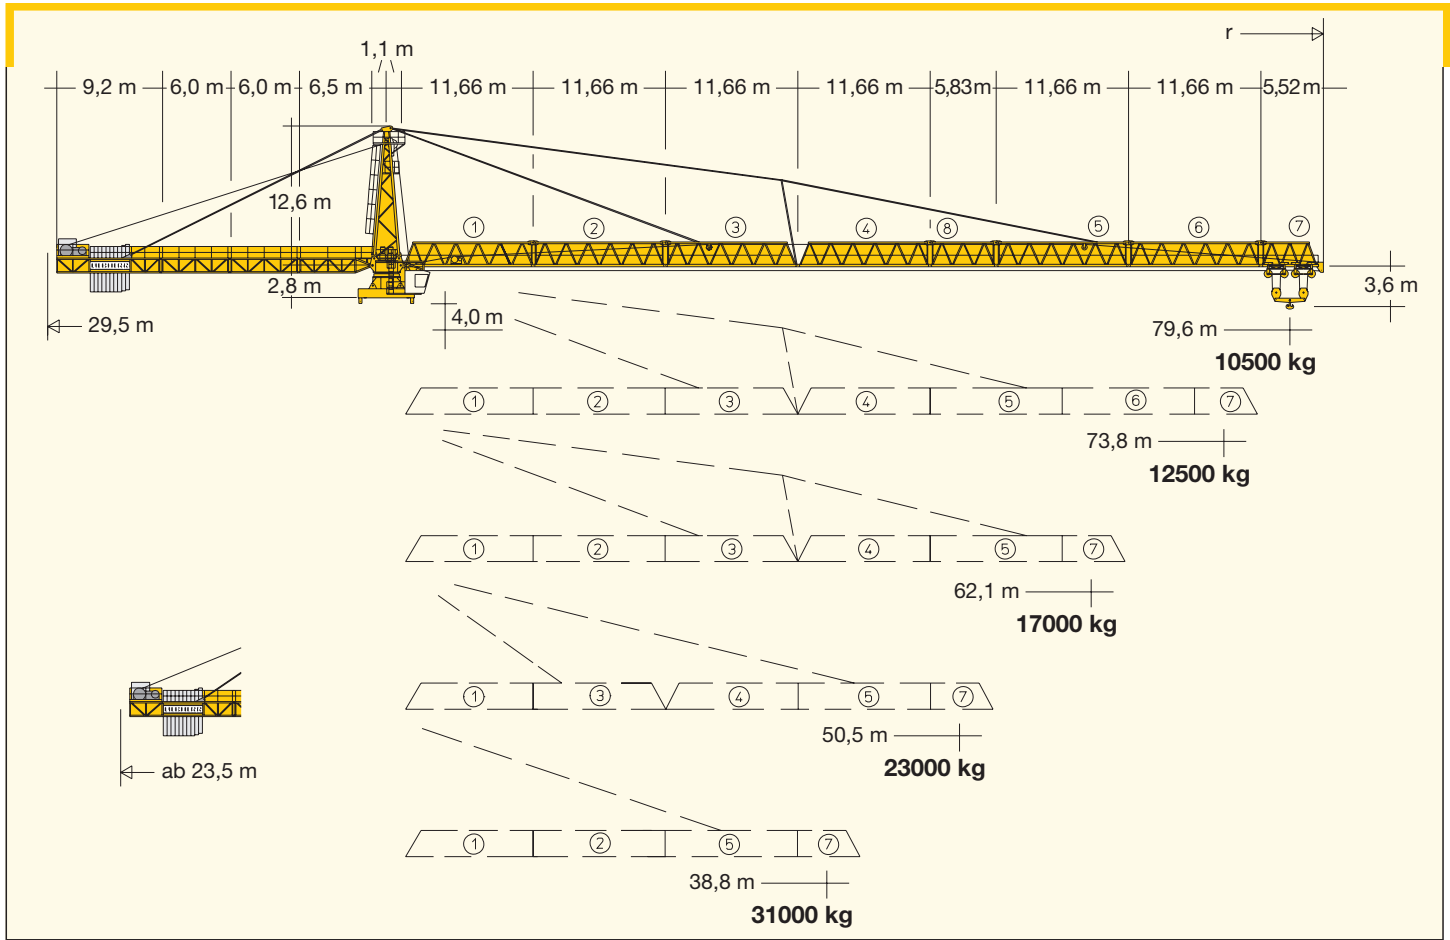 r
1,1 m
9,2 m 6,0 m 6,0 m 6,5 m 11,66 m 11,66 m 11,66 m 11,66 m 5,83m 11,66 m 11,66 m 5,52m
12,6 m
1 2 3 4 8 5 6 7
2,8 m
3,6 m
29,5 m
4,0 m
79,6 m
10500 kg
1 2 3 4 5 6 7
73,8 m
12500 kg
1 2 3 4 5 7
62,1 m
17000 kg
1 3 4 5 7
50,5 m
23000 kg
ab 23,5 m
1 2 5 7
38,8 m
31000 kg